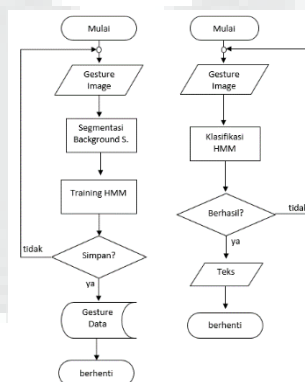 Mulai
Gesture
Image
Segmentasi
Background S.
Training HMM
tidak
Simpan?
ya
Gesture
Data
berhenti
Mulai
Gesture
Image
Klasifikasi
HMM
Berhasil?
tidak
ya
Teks
berhenti